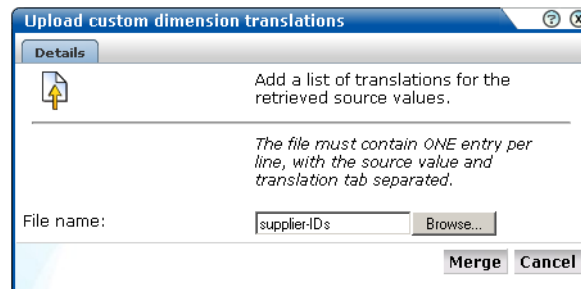 Upload custom dimension translations
Details
Add a list of translations for the
retrieved source values.
The file must contain ONE entry per
line, with the source value and
translation tab separated.
File name: supplier-IDs Browse...
Merge Cancel